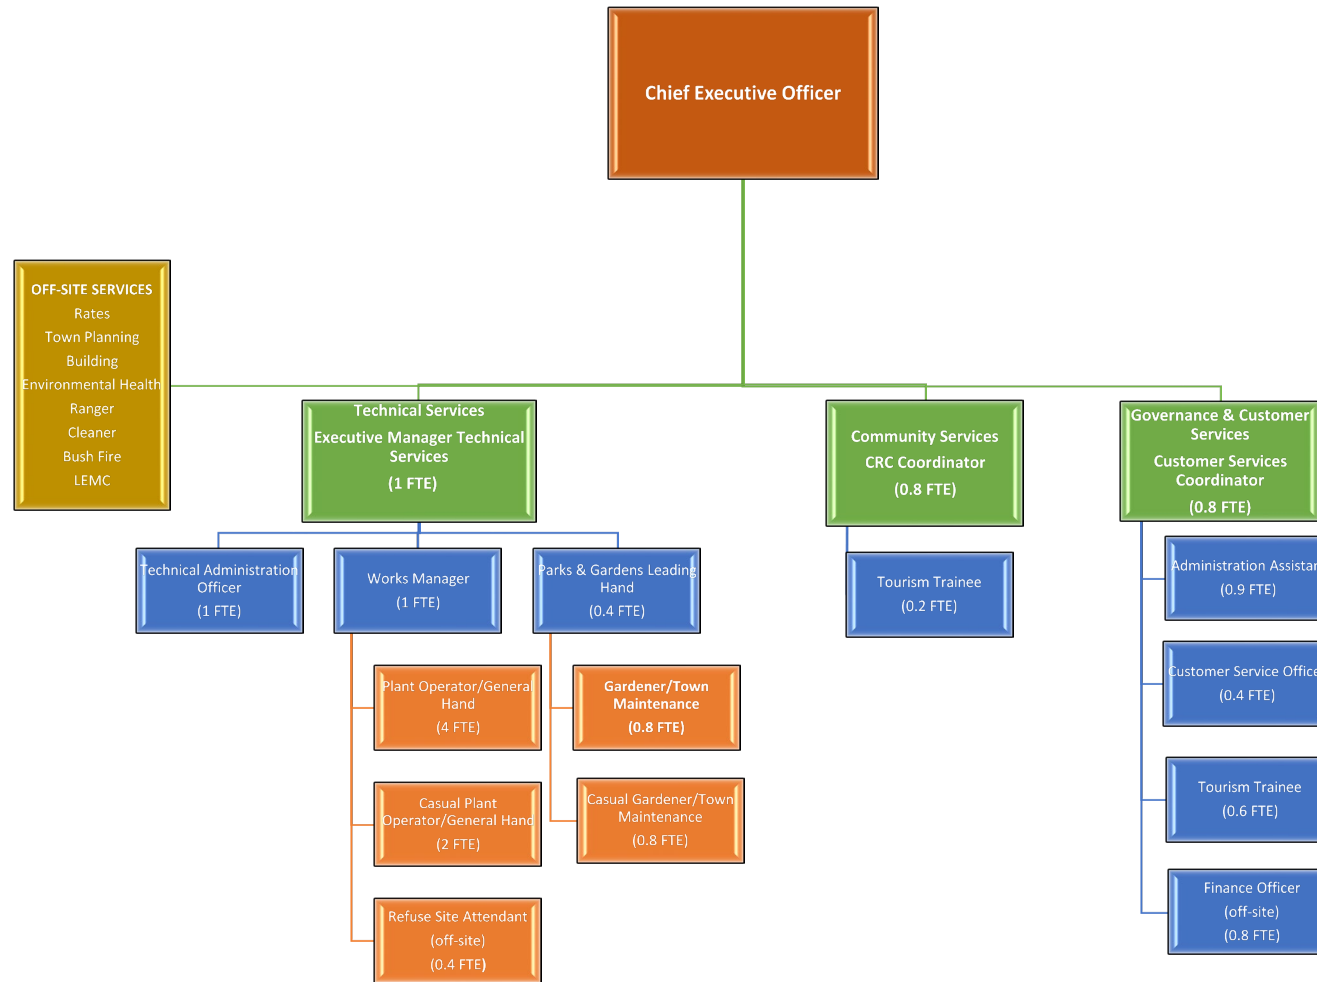 Chief Executive Officer
OFF-SITE SERVICES
Rates
Town Planning
Building
Environmental Health
Ranger
Cleaner
Bush Fire
LEMC
Technical Services
Executive Manager Technical
Services
(1 FTE)
Community Services
CRC Coordinator
(0.8 FTE)
Governance & Customer
Services
Customer Services
Coordinator
(0.8 FTE)
Technical Administration
Officer
(1 FTE)
Works Manager
(1 FTE)
Parks & Gardens Leading
Hand
(0.4 FTE)
Tourism Trainee
(0.2 FTE)
Administration Assistan
(0.9 FTE)
Plant Operator/General
Hand
(4 FTE)
Gardener/Town
Maintenance
(0.8 FTE)
Customer Service Office
(0.4 FTE)
Casual Plant
Operator/General Hand
(2 FTE)
Casual Gardener/Town
Maintenance
(0.8 FTE)
Tourism Trainee
(0.6 FTE)
Refuse Site Attendant
(off-site)
(0.4 FTE)
Finance Officer
(off-site)
(0.8 FTE)